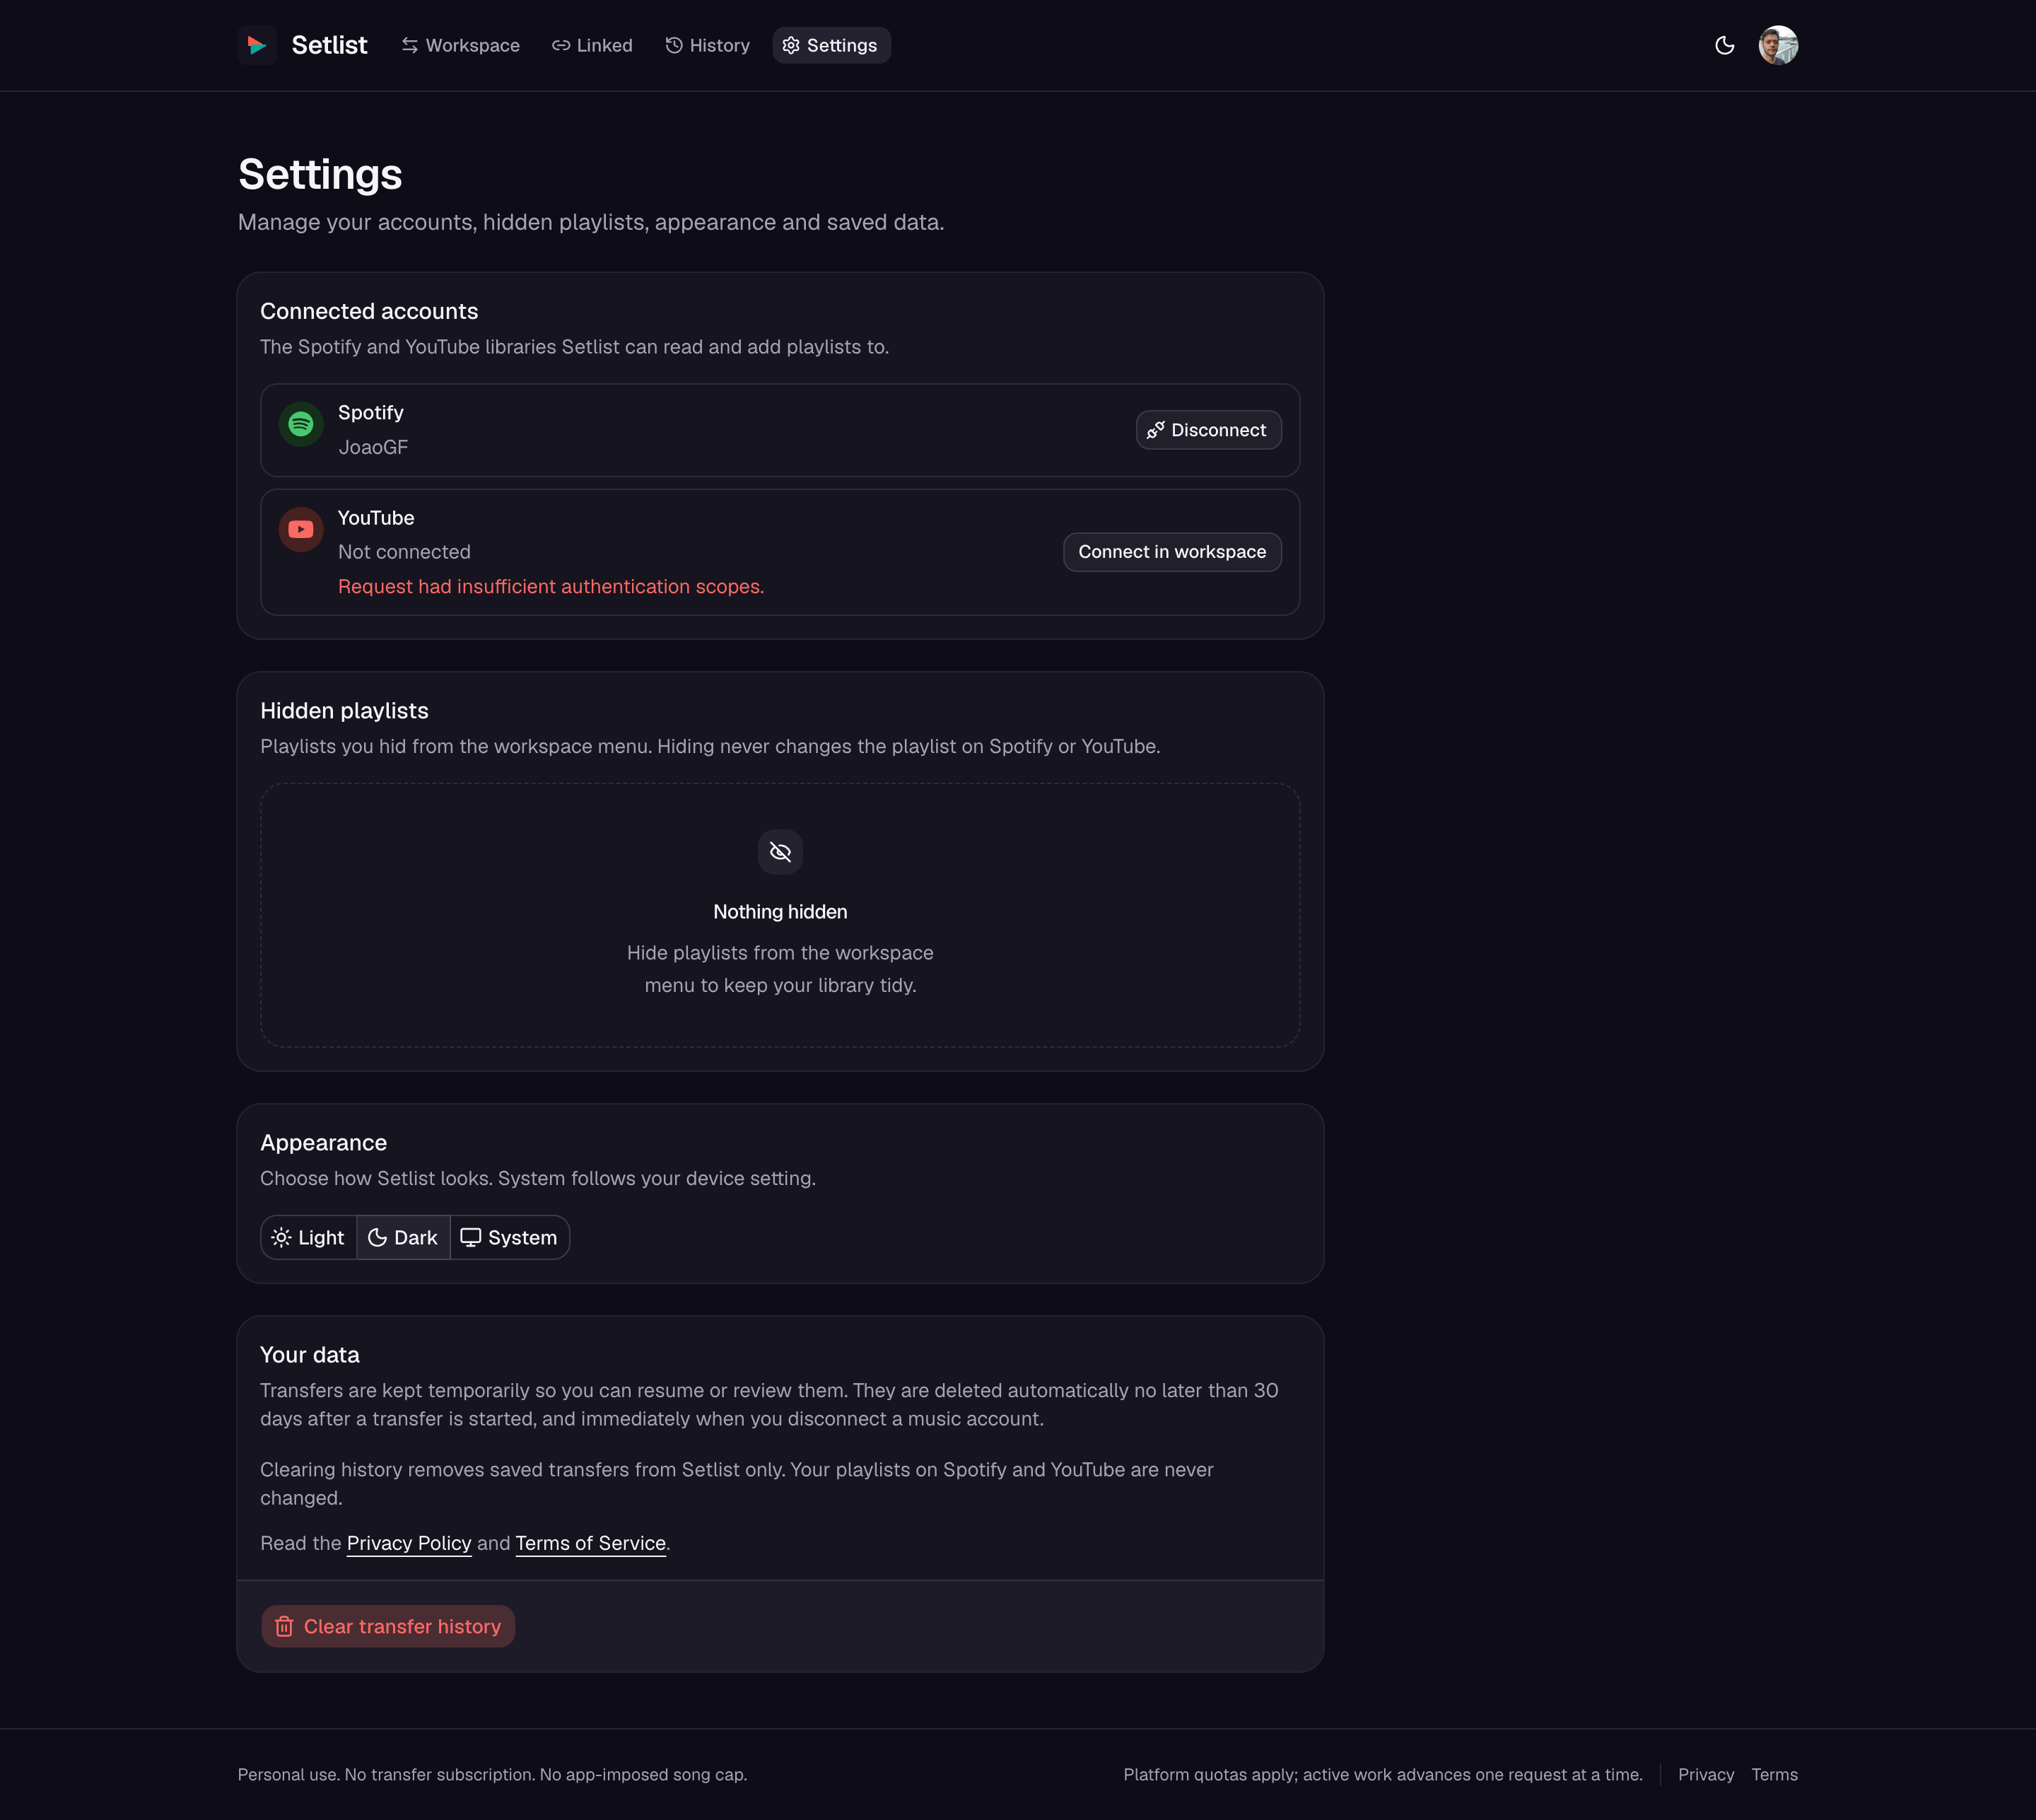 Setlist
Workspace
Linked
History
Settings
Settings
Manage your accounts, hidden playlists, appearance and saved data.
Connected accounts
The Spotify and YouTube libraries Setlist can read and add playlists to.
Spotify
JoaoGF
Disconnect
YouTube
Not connected
Request had insufficient authentication scopes.
Connect in workspace
Hidden playlists
Playlists you hid from the workspace menu. Hiding never changes the playlist on Spotify or YouTube.
Nothing hidden
Hide playlists from the workspace
menu to keep your library tidy.
Appearance
Choose how Setlist looks. System follows your device setting.
Light
Dark
System
Your data
Transfers are kept temporarily so you can resume or review them. They are deleted automatically no later than 30
days after a transfer is started, and immediately when you disconnect a music account.
Clearing history removes saved transfers from Setlist only. Your playlists on Spotify and YouTube are never
changed.
Read the Privacy Policy and Terms of Service.
Clear transfer history
Personal use. No transfer subscription. No app-imposed song cap.
Platform quotas apply; active work advances one request at a time.
Privacy
Terms